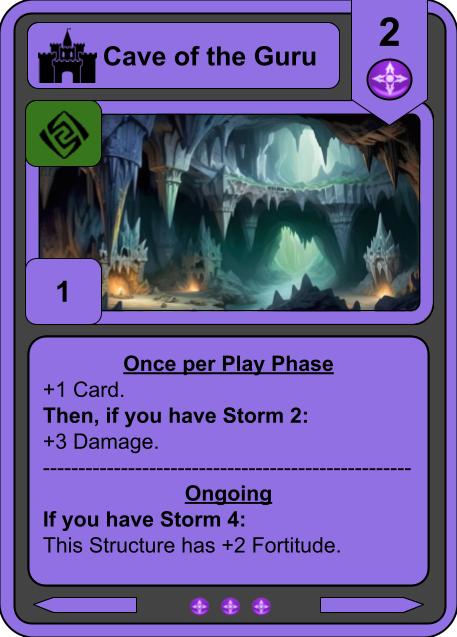 Cave of the Guru
2
1
Once per Play Phase
+1 Card.
Then, if you have Storm 2:
+3 Damage.
----------------------------------------------------
Ongoing
If you have Storm 4:
This Structure has +2 Fortitude.